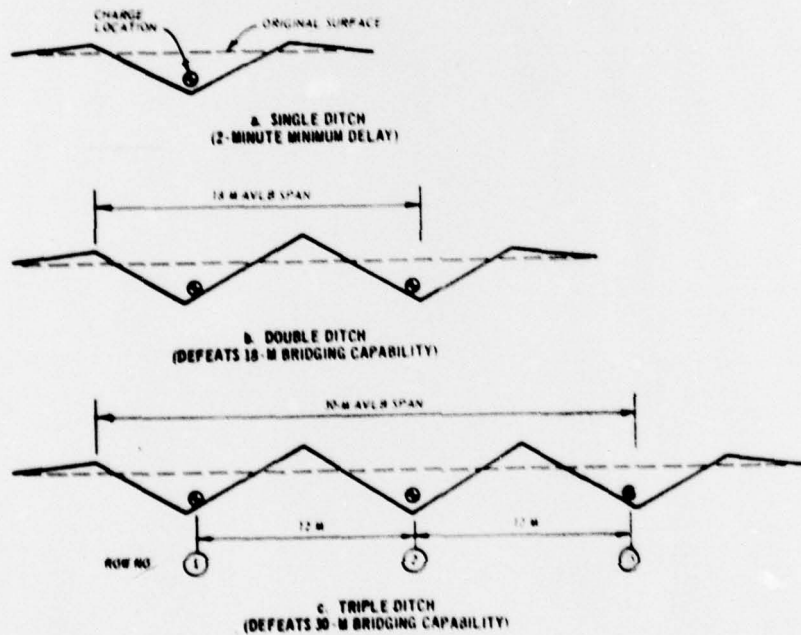 CHARGE
LOCATION
ORIGINAL SURFACE
a. SINGLE DITCH
(2-MINUTE MINIMUM DELAY)
18-M AVLB SPAN
b. DOUBLE DITCH
(DEFEATS 18-M BRIDGING CAPABILITY)
30-M AVLB SPAN
12 M
12 M
ROW NO.
1
2
3
c. TRIPLE DITCH
(DEFEATS 30-M BRIDGING CAPABILITY)